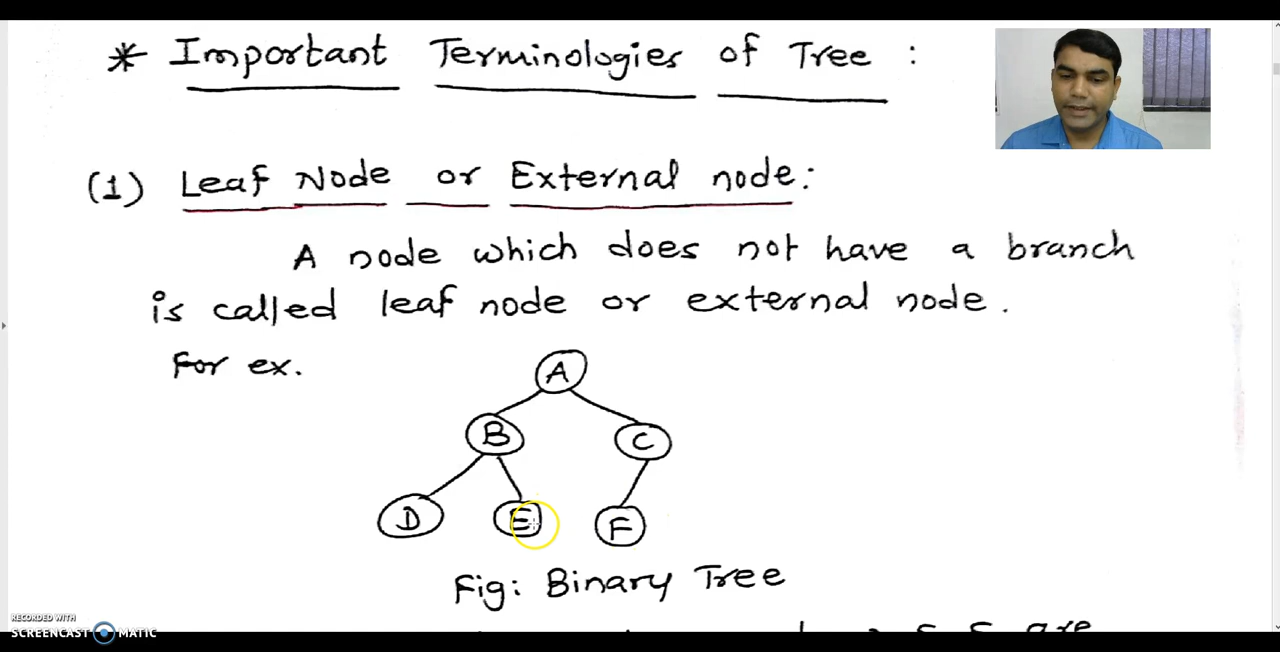 * Important Terminologies of Tree :
(1) Leaf Node or External node:
A node which does not have a branch
is called leaf node or external node.
For ex.
A
B C
D E F
Fig: Binary Tree
are
RECORDED WITH
SCREENCAST MATIC